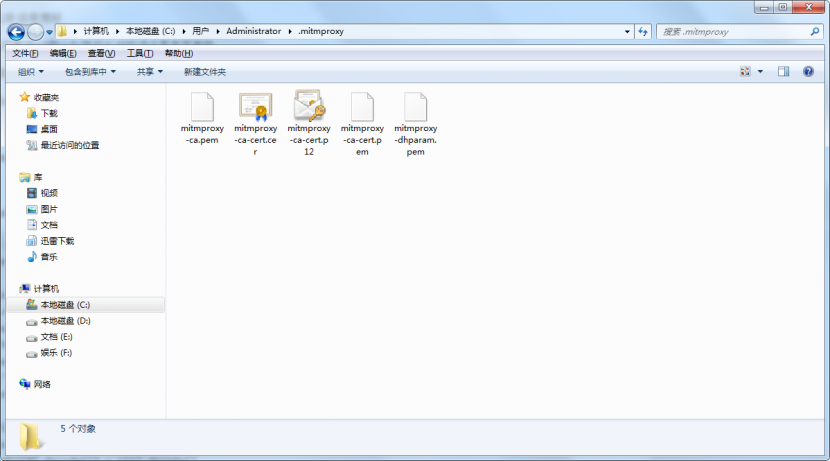 计算机 ▸ 本地磁盘 (C:) ▸ 用户 ▸ Administrator ▸ .mitmproxy
搜索 .mitmproxy
文件(F) 编辑(E) 查看(V) 工具(T) 帮助(H)
组织 包含到库中 共享 新建文件夹
收藏夹
下载
桌面
最近访问的位置
库
视频
图片
文档
迅雷下载
音乐
计算机
本地磁盘 (C:)
本地磁盘 (D:)
文档 (E:)
娱乐 (F:)
网络
mitmproxy
-ca.pem
mitmproxy
-ca-cert.ce
r
mitmproxy
-ca-cert.p
12
mitmproxy
-ca-cert.p
em
mitmproxy
-dhparam.
pem
5 个对象